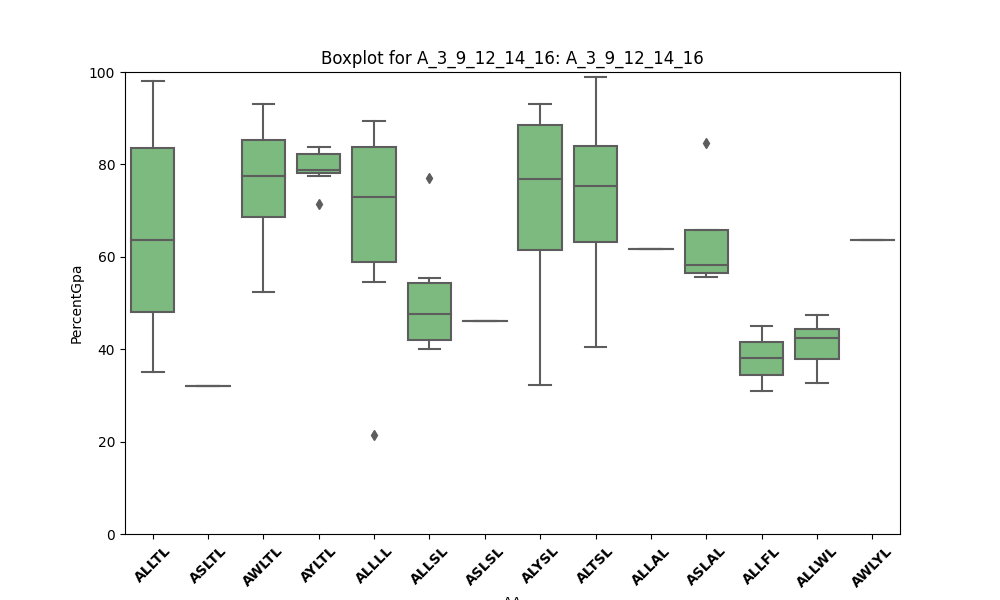 Boxplot for A_3_9_12_14_16: A_3_9_12_14_16
100
80
60
40
20
0
PercentGpa
ALLTL ASLTL AWLTL AYLTL ALLLL ALLSL ASLSL ALYSL ALTSL ALLAL ASLAL ALLFL ALLWL AWLYL